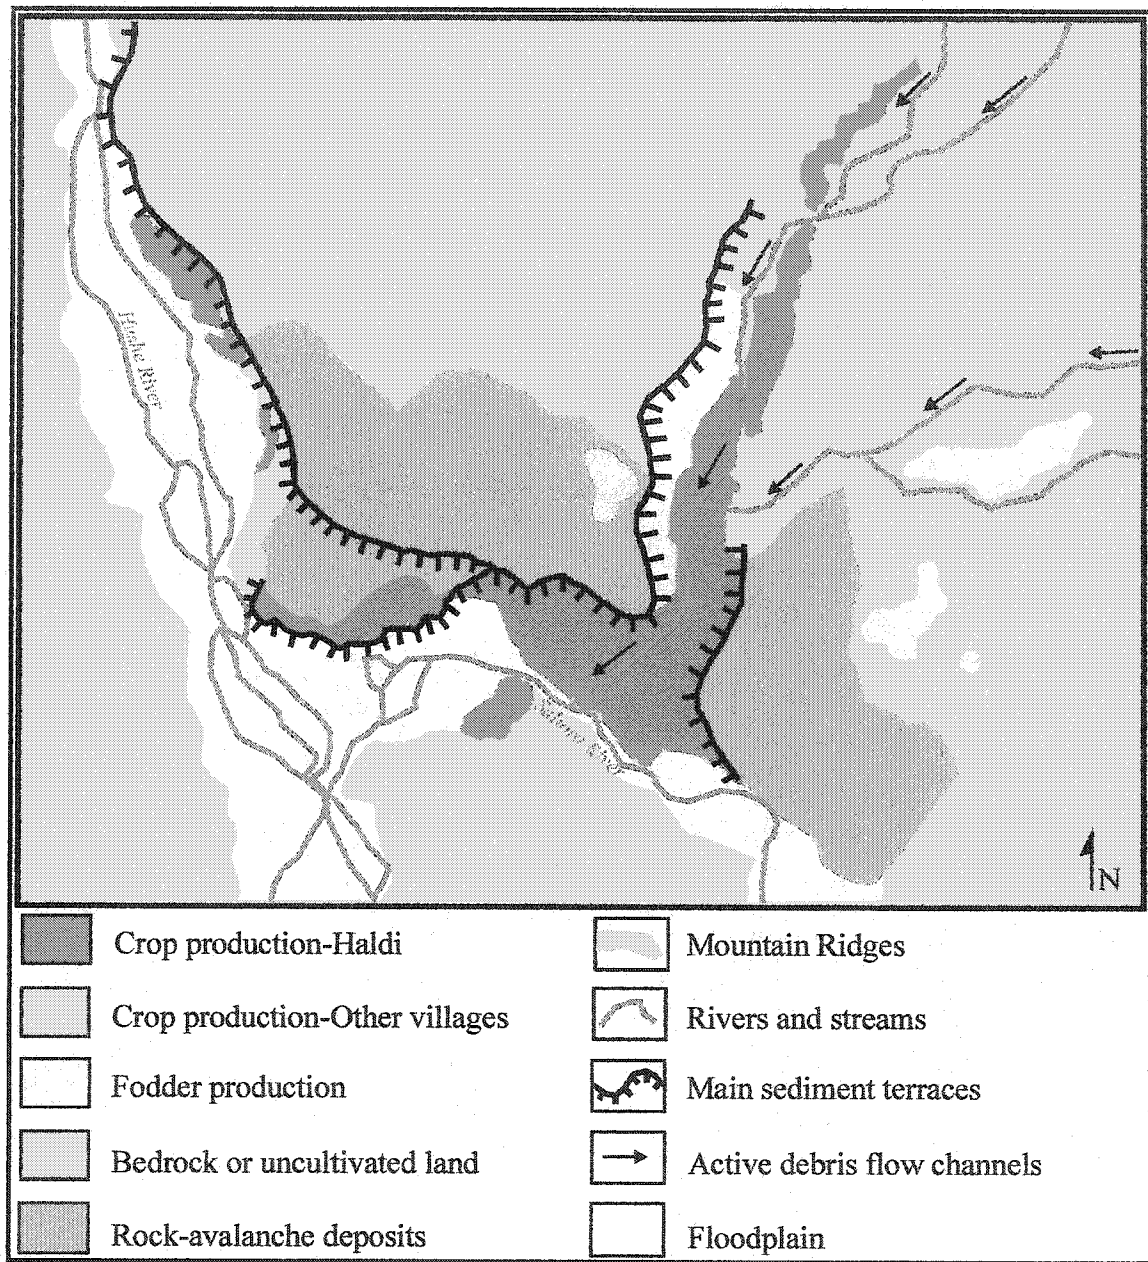 Hushe River
River
N
Crop production-Haldi
Mountain Ridges
Crop production-Other villages
Rivers and streams
Fodder production
Main sediment terraces
Bedrock or uncultivated land
Active debris flow channels
Rock-avalanche deposits
Floodplain